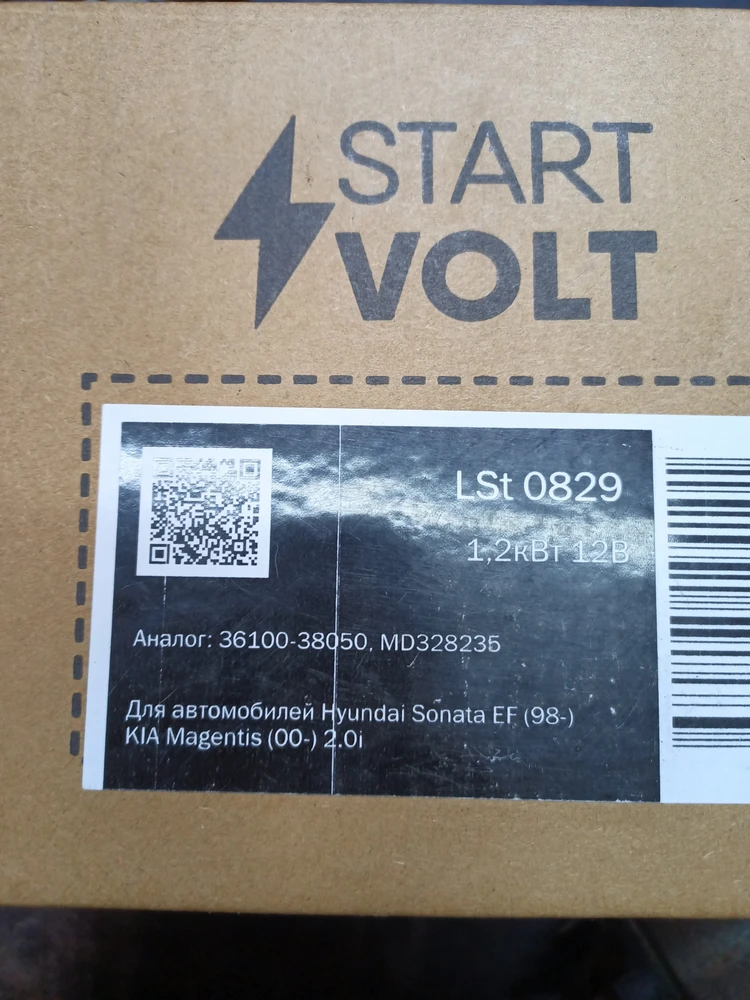 START
VOLT
LSt 0829
1,2кВт 12В
Аналог: 36100-38050, MD328235
Для автомобилей Hyundai Sonata EF (98-)
KIA Magentis (00-) 2.0i